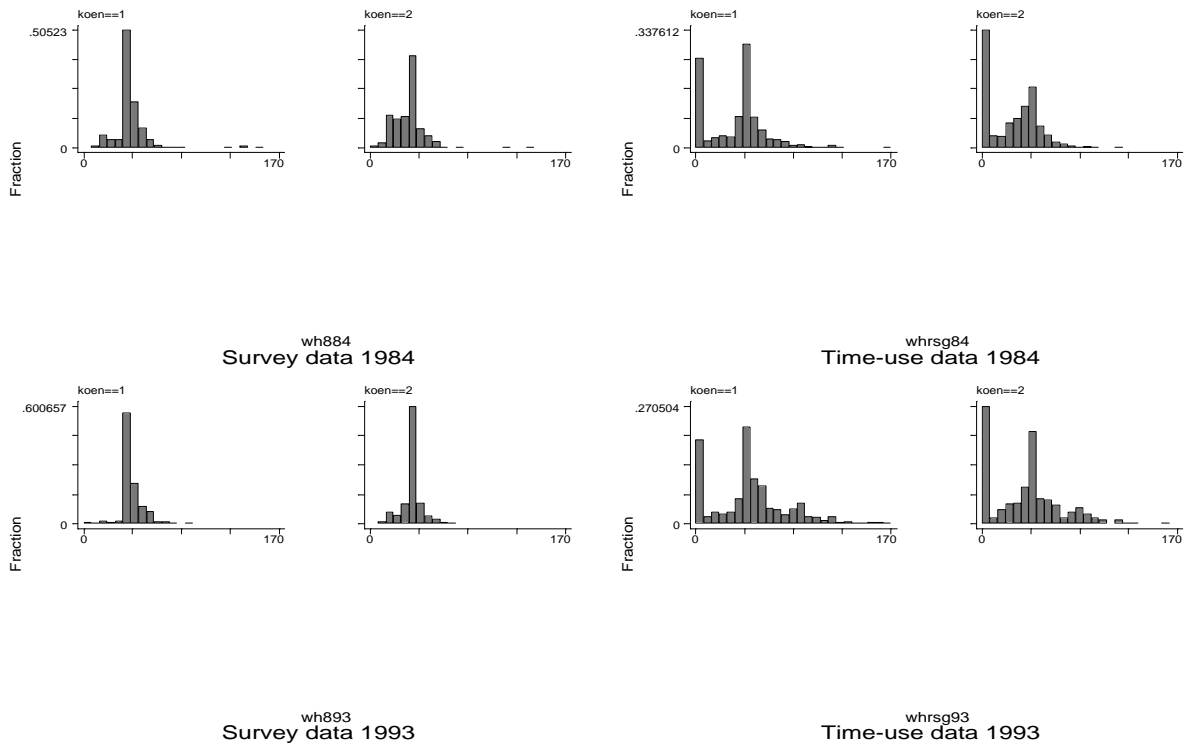 koen==1 koen==2
.50523
0
0 170 170
0
Fraction
wh884
Survey data 1984
koen==1 koen==2
.337612
0
0 170 0 170
Fraction
whrsg84
Time-use data 1984
koen==1 koen==2
.600657
0
0 170 0 170
Fraction
wh893
Survey data 1993
koen==1 koen==2
.270504
0
0 170 0 170
Fraction
whrsg93
Time-use data 1993